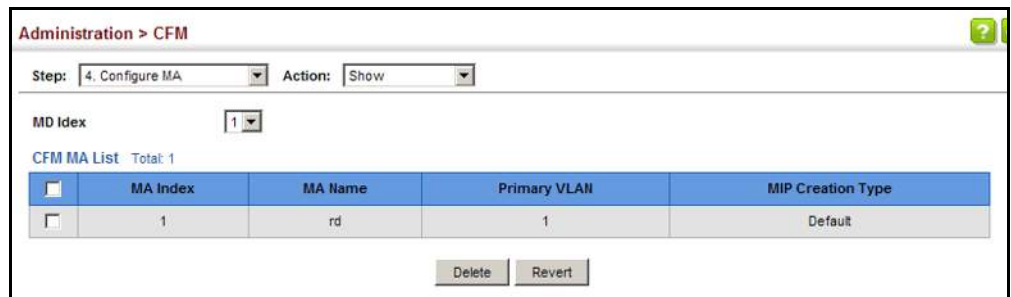 Administration > CFM
?
Step: 4. Configure MA Action: Show
MD Idex 1
CFM MA List Total: 1
MA Index MA Name Primary VLAN MIP Creation Type
1 rd 1 Default
Delete Revert